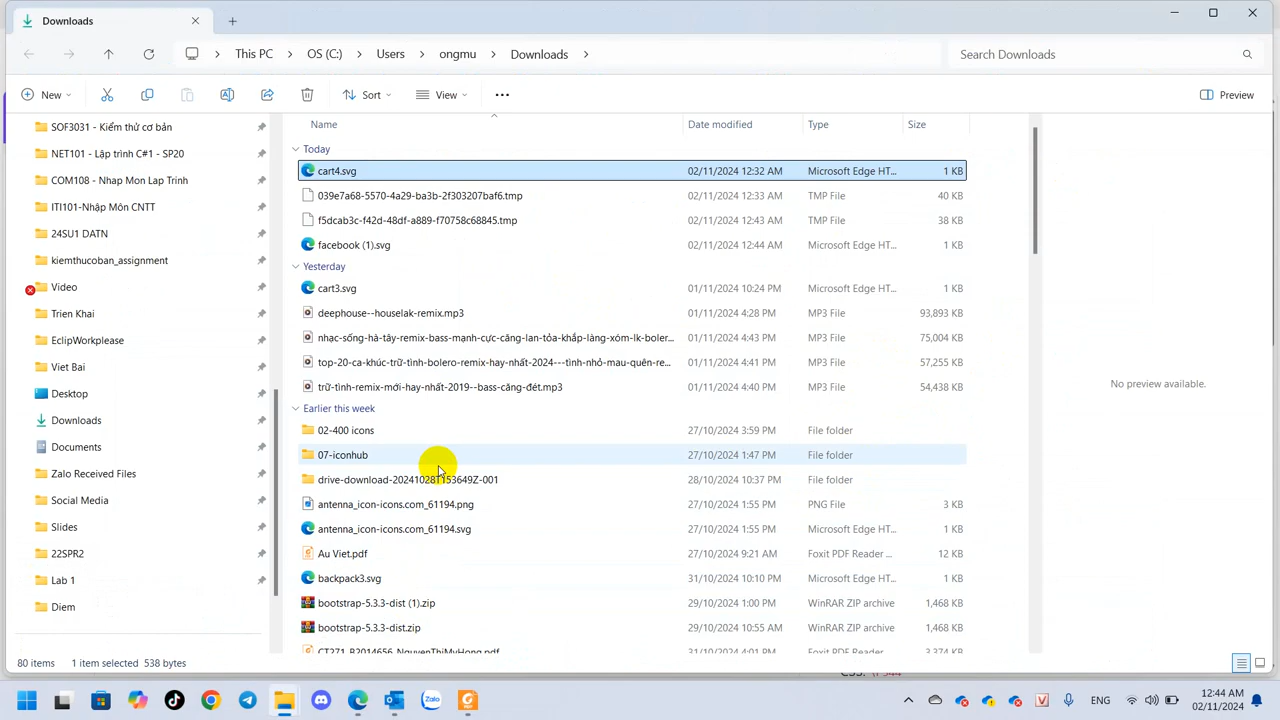 Downloads
This PC > OS (C:) > Users > ongmu > Downloads >
Search Downloads
New
Sort
View
Preview
SOF3031 - Kiểm thử cơ bản
NET101 - Lập trình C#1 - SP20
COM108 - Nhap Mon Lap Trinh
ITI101-Nhập Môn CNTT
24SU1 DATN
kiemthucoban_assignment
Video
Trien Khai
EclipWorkplease
Viet Bai
Desktop
Downloads
Documents
Zalo Received Files
Social Media
Slides
22SPR2
Lab 1
Diem
Name Date modified Type Size
Today
cart4.svg 02/11/2024 12:32 AM Microsoft Edge HT... 1 KB
039e7a68-5570-4a29-ba3b-2f303207baf6.tmp 02/11/2024 12:33 AM TMP File 40 KB
f5dcab3c-f42d-48df-a889-f70758c68845.tmp 02/11/2024 12:43 AM TMP File 38 KB
facebook (1).svg 02/11/2024 12:44 AM Microsoft Edge HT... 1 KB
Yesterday
cart3.svg 01/11/2024 10:24 PM Microsoft Edge HT... 1 KB
deephouse--houselak-remix.mp3 01/11/2024 4:28 PM MP3 File 93,893 KB
nhạc-sống-hà-tây-remix-bass-mạnh-cực-căng-lan-tỏa-khắp-làng-xóm-lk-boler... 01/11/2024 4:43 PM MP3 File 75,004 KB
top-20-ca-khúc-trữ-tình-bolero-remix-hay-nhất-2024---tình-nhỏ-mau-quên-re... 01/11/2024 4:41 PM MP3 File 57,255 KB
trữ-tình-remix-mới-hay-nhất-2019--bass-căng-đét.mp3 01/11/2024 4:40 PM MP3 File 54,438 KB
Earlier this week
02-400 icons 27/10/2024 3:59 PM File folder
07-iconhub 27/10/2024 1:47 PM File folder
drive-download-20241028T153649Z-001 28/10/2024 10:37 PM File folder
antenna_icon-icons.com_61194.png 27/10/2024 1:55 PM PNG File 3 KB
antenna_icon-icons.com_61194.svg 27/10/2024 1:55 PM Microsoft Edge HT... 1 KB
Au Viet.pdf 27/10/2024 9:21 AM Foxit PDF Reader ... 12 KB
backpack3.svg 31/10/2024 10:10 PM Microsoft Edge HT... 1 KB
bootstrap-5.3.3-dist (1).zip 29/10/2024 1:00 PM WinRAR ZIP archive 1,468 KB
bootstrap-5.3.3-dist.zip 29/10/2024 10:55 AM WinRAR ZIP archive 1,468 KB
CT271_B2014656_NguyenThiMyHong.pdf 31/10/2024 4:01 PM Foxit PDF Reader ... 3,374 KB
No preview available.
80 items 1 item selected 538 bytes
Zalo
ENG
12:44 AM
02/11/2024